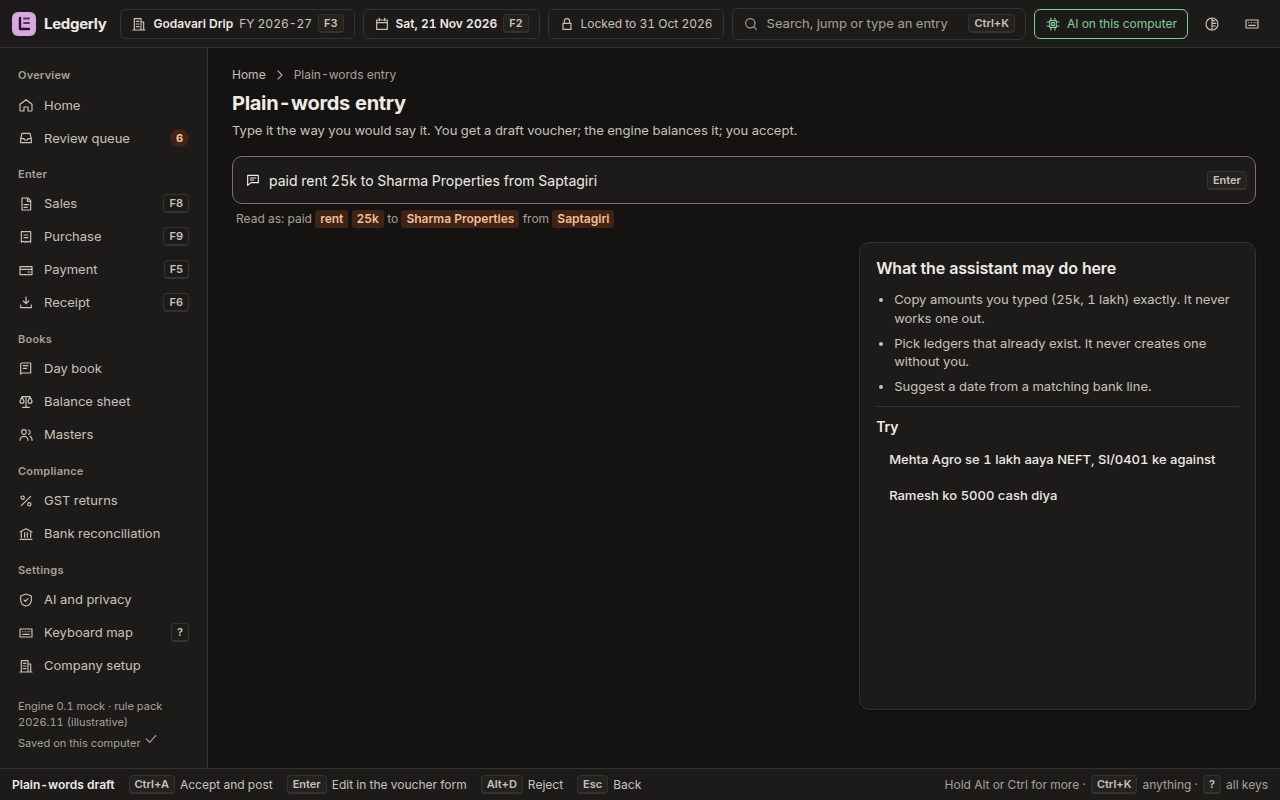 Ledgerly
Godavari Drip FY 2026-27 F3
Sat, 21 Nov 2026 F2
Locked to 31 Oct 2026
Search, jump or type an entry Ctrl+K
AI on this computer
Overview
Home
Review queue 6
Enter
Sales F8
Purchase F9
Payment F5
Receipt F6
Books
Day book
Balance sheet
Masters
Compliance
GST returns
Bank reconciliation
Settings
AI and privacy
Keyboard map ?
Company setup
Engine 0.1 mock · rule pack
2026.11 (illustrative)
Saved on this computer
Home > Plain-words entry
Plain-words entry
Type it the way you would say it. You get a draft voucher; the engine balances it; you accept.
paid rent 25k to Sharma Properties from Saptagiri Enter
Read as: paid rent 25k to Sharma Properties from Saptagiri
What the assistant may do here
• Copy amounts you typed (25k, 1 lakh) exactly. It never
works one out.
• Pick ledgers that already exist. It never creates one
without you.
• Suggest a date from a matching bank line.
Try
Mehta Agro se 1 lakh aaya NEFT, SI/0401 ke against
Ramesh ko 5000 cash diya
Plain-words draft Ctrl+A Accept and post Enter Edit in the voucher form Alt+D Reject Esc Back
Hold Alt or Ctrl for more · Ctrl+K anything · ? all keys